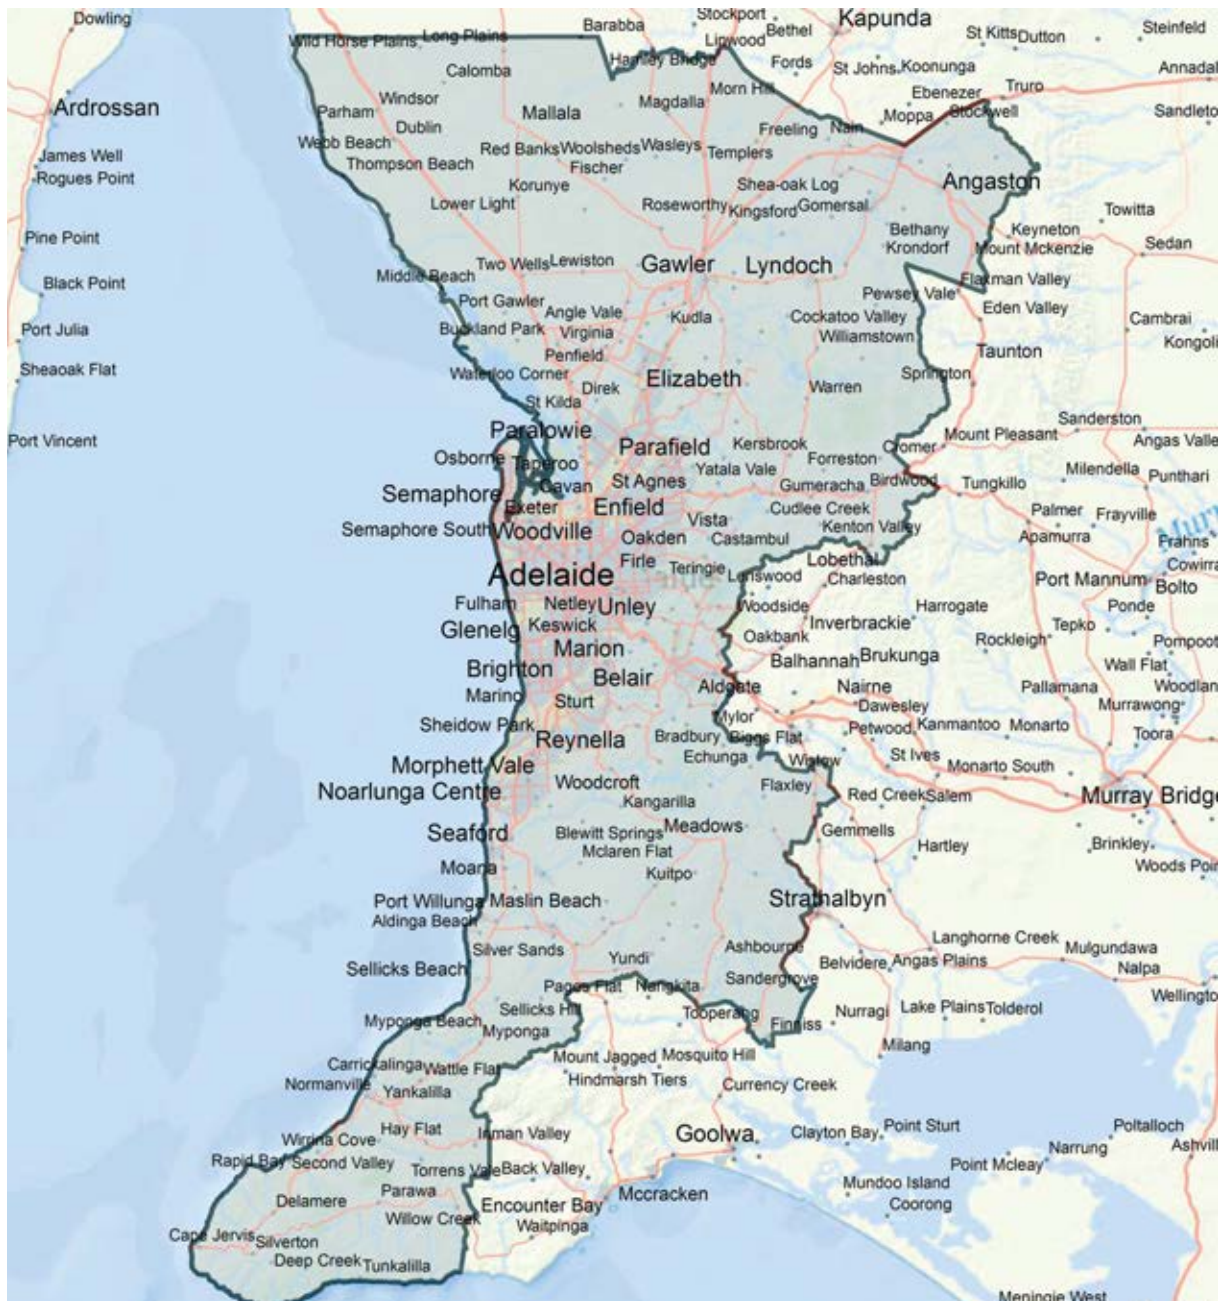 Dowling
Stockport
Kapunda
Barabba
Bethel
Steinfeld
Wild Horse Plains
Long Plains
Linwood
St Kitts
Dutton
Hamley Bridge
Fords
St Johns
Koonunga
Annadal
Calomba
Truro
Windsor
Magdalla
Morn Hill
Ebenezer
Ardrossan
Parham
Mallala
Moppa
Stockwell
Sandleto
Dublin
Freeling
Nain
Webb Beach
Red Banks
Woolsheds
Wasleys
Templers
James Well
Thompson Beach
Fischer
Rogues Point
Korunye
Shea-oak Log
Angaston
Lower Light
Roseworthy
Kingsford
Gomersal
Towitta
Pine Point
Bethany
Keyneton
Krondorf
Mount Mckenzie
Sedan
Two Wells
Lewiston
Gawler
Lyndoch
Middle Beach
Flaxman Valley
Black Point
Port Gawler
Pewsey Vale
Angle Vale
Eden Valley
Port Julia
Buckland Park
Virginia
Kudla
Cockatoo Valley
Cambrai
Williamstown
Kongoli
Penfield
Taunton
Sheaoak Flat
Waterloo Corner
Direk
Elizabeth
Warren
Springton
St Kilda
Sanderston
Port Vincent
Paralowie
Parafield
Kersbrook
Cromer
Mount Pleasant
Angas Valle
Osborne
Taperoo
Yatala Vale
Forreston
Milendella
Punthari
Semaphore
Cavan
St Agnes
Gumeracha
Birdwood
Tungkillo
Exeter
Enfield
Vista
Cudlee Creek
Palmer
Frayville
Semaphore South
Woodville
Oakden
Castambul
Kenton Valley
Apamurra
Frahns
Firle
Teringie
Lobethal
Cowirra
Adelaide
Lenswood
Charleston
Port Mannum
Bolto
Fulham
Netley
Unley
Woodside
Harrogate
Ponde
Glenelg
Keswick
Oakbank
Inverbrackie
Rockleigh
Tepko
Pompoot
Marion
Balhannah
Brukunga
Wall Flat
Brighton
Belair
Aldgate
Nairne
Pallamana
Woodlan
Marino
Sturt
Mylor
Dawesley
Murrawong
Sheidow Park
Reynella
Bradbury
Biggs Flat
Petwood
Kanmantoo
Monarto
Toora
Echunga
Wistow
St Ives
Monarto South
Morphett Vale
Woodcroft
Flaxley
Noarlunga Centre
Kangarilla
Red Creek
Salem
Murray Bridge
Seaford
Blewitt Springs
Meadows
Gemmells
Hartley
Brinkley
Mclaren Flat
Woods Poin
Moana
Kuitpo
Port Willunga
Maslin Beach
Strathalbyn
Aldinga Beach
Silver Sands
Ashbourne
Langhorne Creek
Mulgundawa
Sellicks Beach
Yundi
Belvidere
Angas Plains
Nalpa
Pages Flat
Nangkita
Sandergrove
Wellington
Sellicks Hill
Tooperang
Nurragi
Lake Plains
Tolderol
Myponga Beach
Myponga
Finniss
Milang
Carrickalinga
Wattle Flat
Mount Jagged
Mosquito Hill
Normanville
Yankalilla
Hindmarsh Tiers
Currency Creek
Hay Flat
Inman Valley
Goolwa
Clayton Bay
Point Sturt
Poltalloch
Wirrina Cove
Narrung
Ashvill
Rapid Bay
Second Valley
Torrens Vale
Back Valley
Point Mcleay
Delamere
Parawa
Mccracken
Mundoo Island
Willow Creek
Encounter Bay
Coorong
Cape Jervis
Silverton
Waitpinga
Deep Creek
Tunkalilla
Meningie West